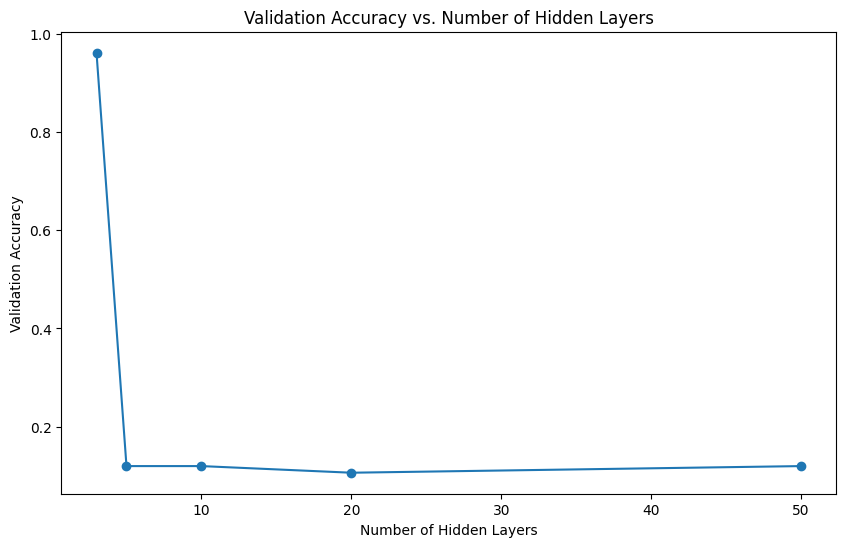 Validation Accuracy vs. Number of Hidden Layers
1.0
0.8
0.6
0.4
0.2
Validation Accuracy
10 20 30 40 50
Number of Hidden Layers